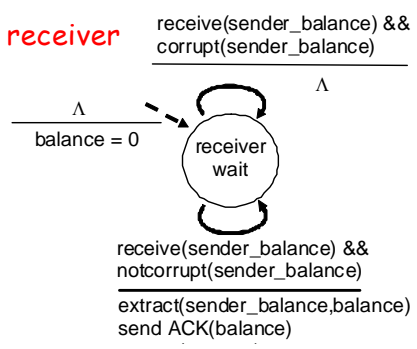 receiver
receive(sender_balance) &&
corrupt(sender_balance)
Λ
Λ
balance = 0
receiver
wait
receive(sender_balance) &&
notcorrupt(sender_balance)
extract(sender_balance,balance)
send ACK(balance)